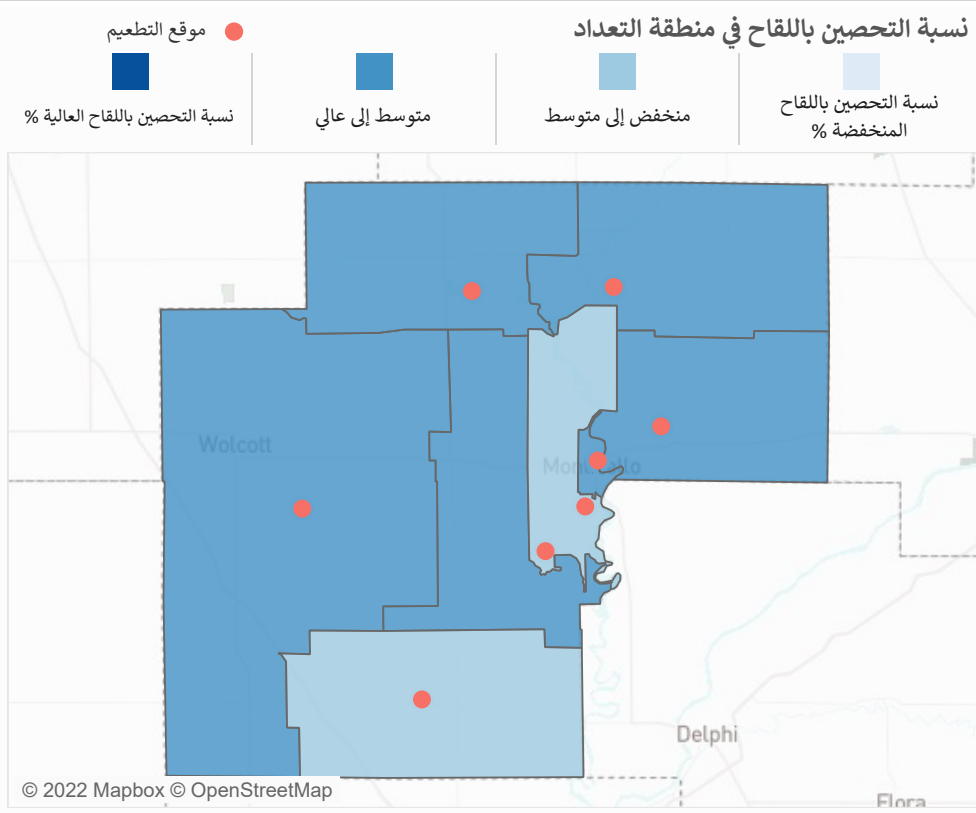 نسبة التحصين باللقاح في منطقة التعداد
موقع التطعيم
نسبة التحصين باللقاح
المنخفضة %
منخفض إلى متوسط
متوسط إلى عالي
نسبة التحصين باللقاح العالية %
Wolcott
Monticello
Delphi
Flora
© 2022 Mapbox © OpenStreetMap